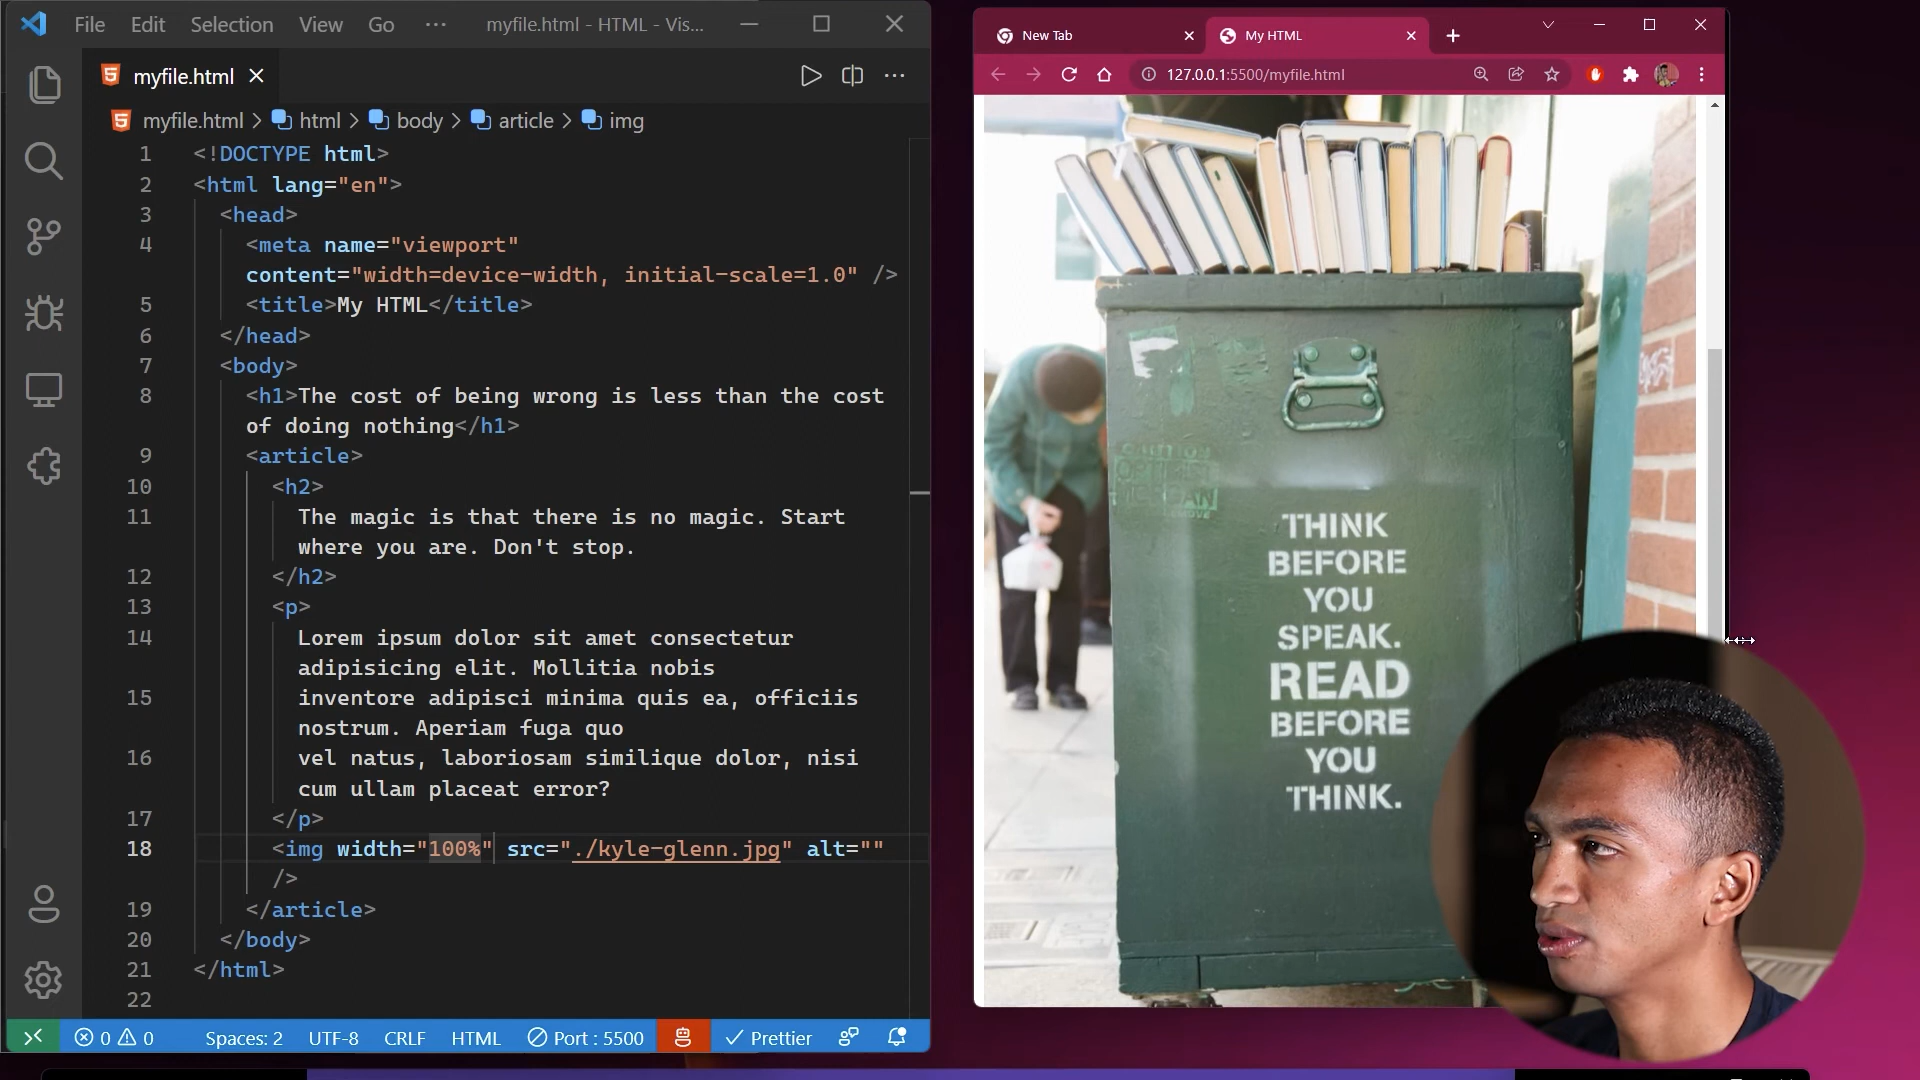 File Edit Selection View Go ··· myfile.html - HTML - Vis...
myfile.html
myfile.html > html > body > article > img
1 <!DOCTYPE html>
2 <html lang="en">
3 <head>
4 <meta name="viewport"
content="width=device-width, initial-scale=1.0" />
5 <title>My HTML</title>
6 </head>
7 <body>
8 <h1>The cost of being wrong is less than the cost
of doing nothing</h1>
9 <article>
10 <h2>
11 The magic is that there is no magic. Start
where you are. Don't stop.
12 </h2>
13 <p>
14 Lorem ipsum dolor sit amet consectetur
adipisicing elit. Mollitia nobis
15 inventore adipisci minima quis ea, officiis
nostrum. Aperiam fuga quo
16 vel natus, laboriosam similique dolor, nisi
cum ullam placeat error?
17 </p>
18 <img width="100%" src="./kyle-glenn.jpg" alt=""
/>
19 </article>
20 </body>
21 </html>
22
0 0 Spaces: 2 UTF-8 CRLF HTML Port : 5500 Prettier
New Tab My HTML
127.0.0.1:5500/myfile.html
THINK
BEFORE
YOU
SPEAK.
READ
BEFORE
YOU
THINK.